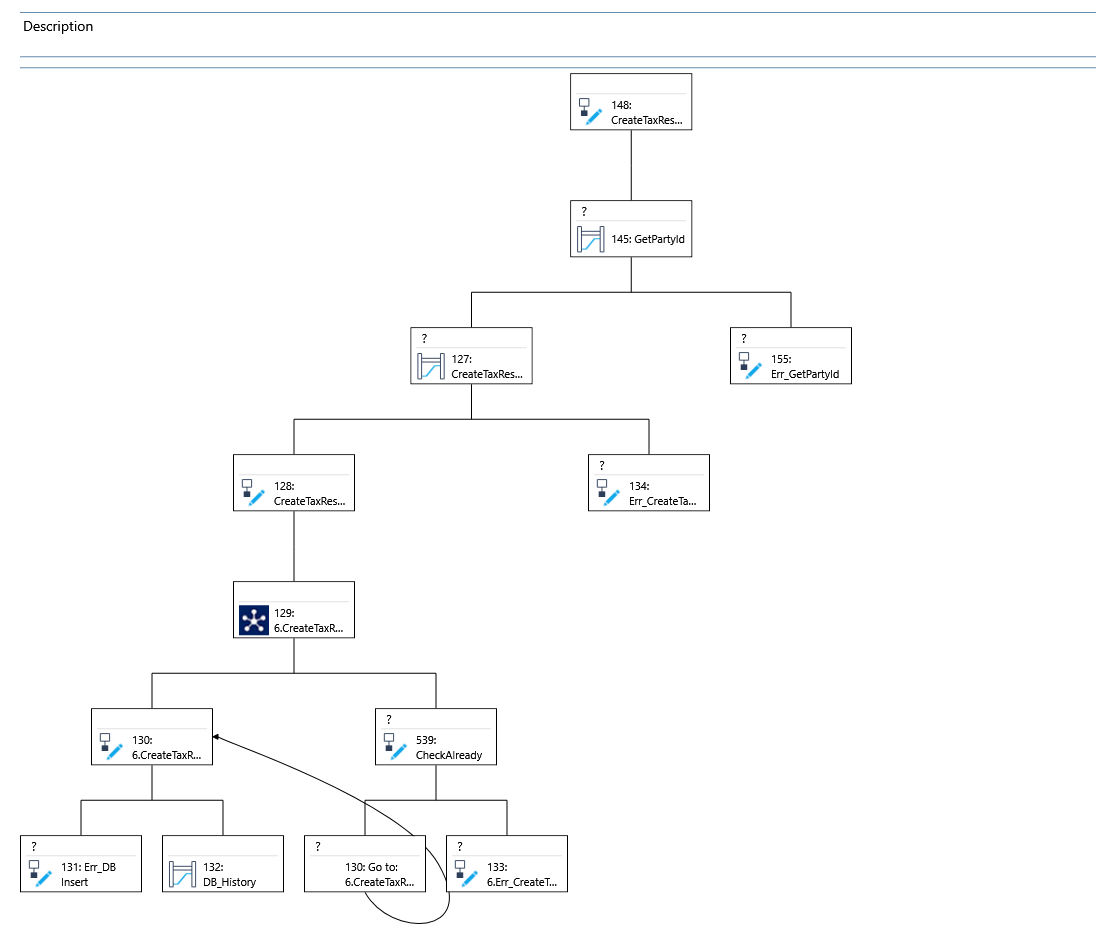 Description
148:
CreateTaxRes...
?
145: GetPartyId
?
127:
CreateTaxRes...
?
155:
Err_GetPartyId
128:
CreateTaxRes...
?
134:
Err_CreateTa...
129:
6.CreateTaxR...
130:
6.CreateTaxR...
?
539:
CheckAlready
?
131: Err_DB
Insert
132:
DB_History
?
130: Go to:
6.CreateTaxR...
?
133:
6.Err_CreateT...